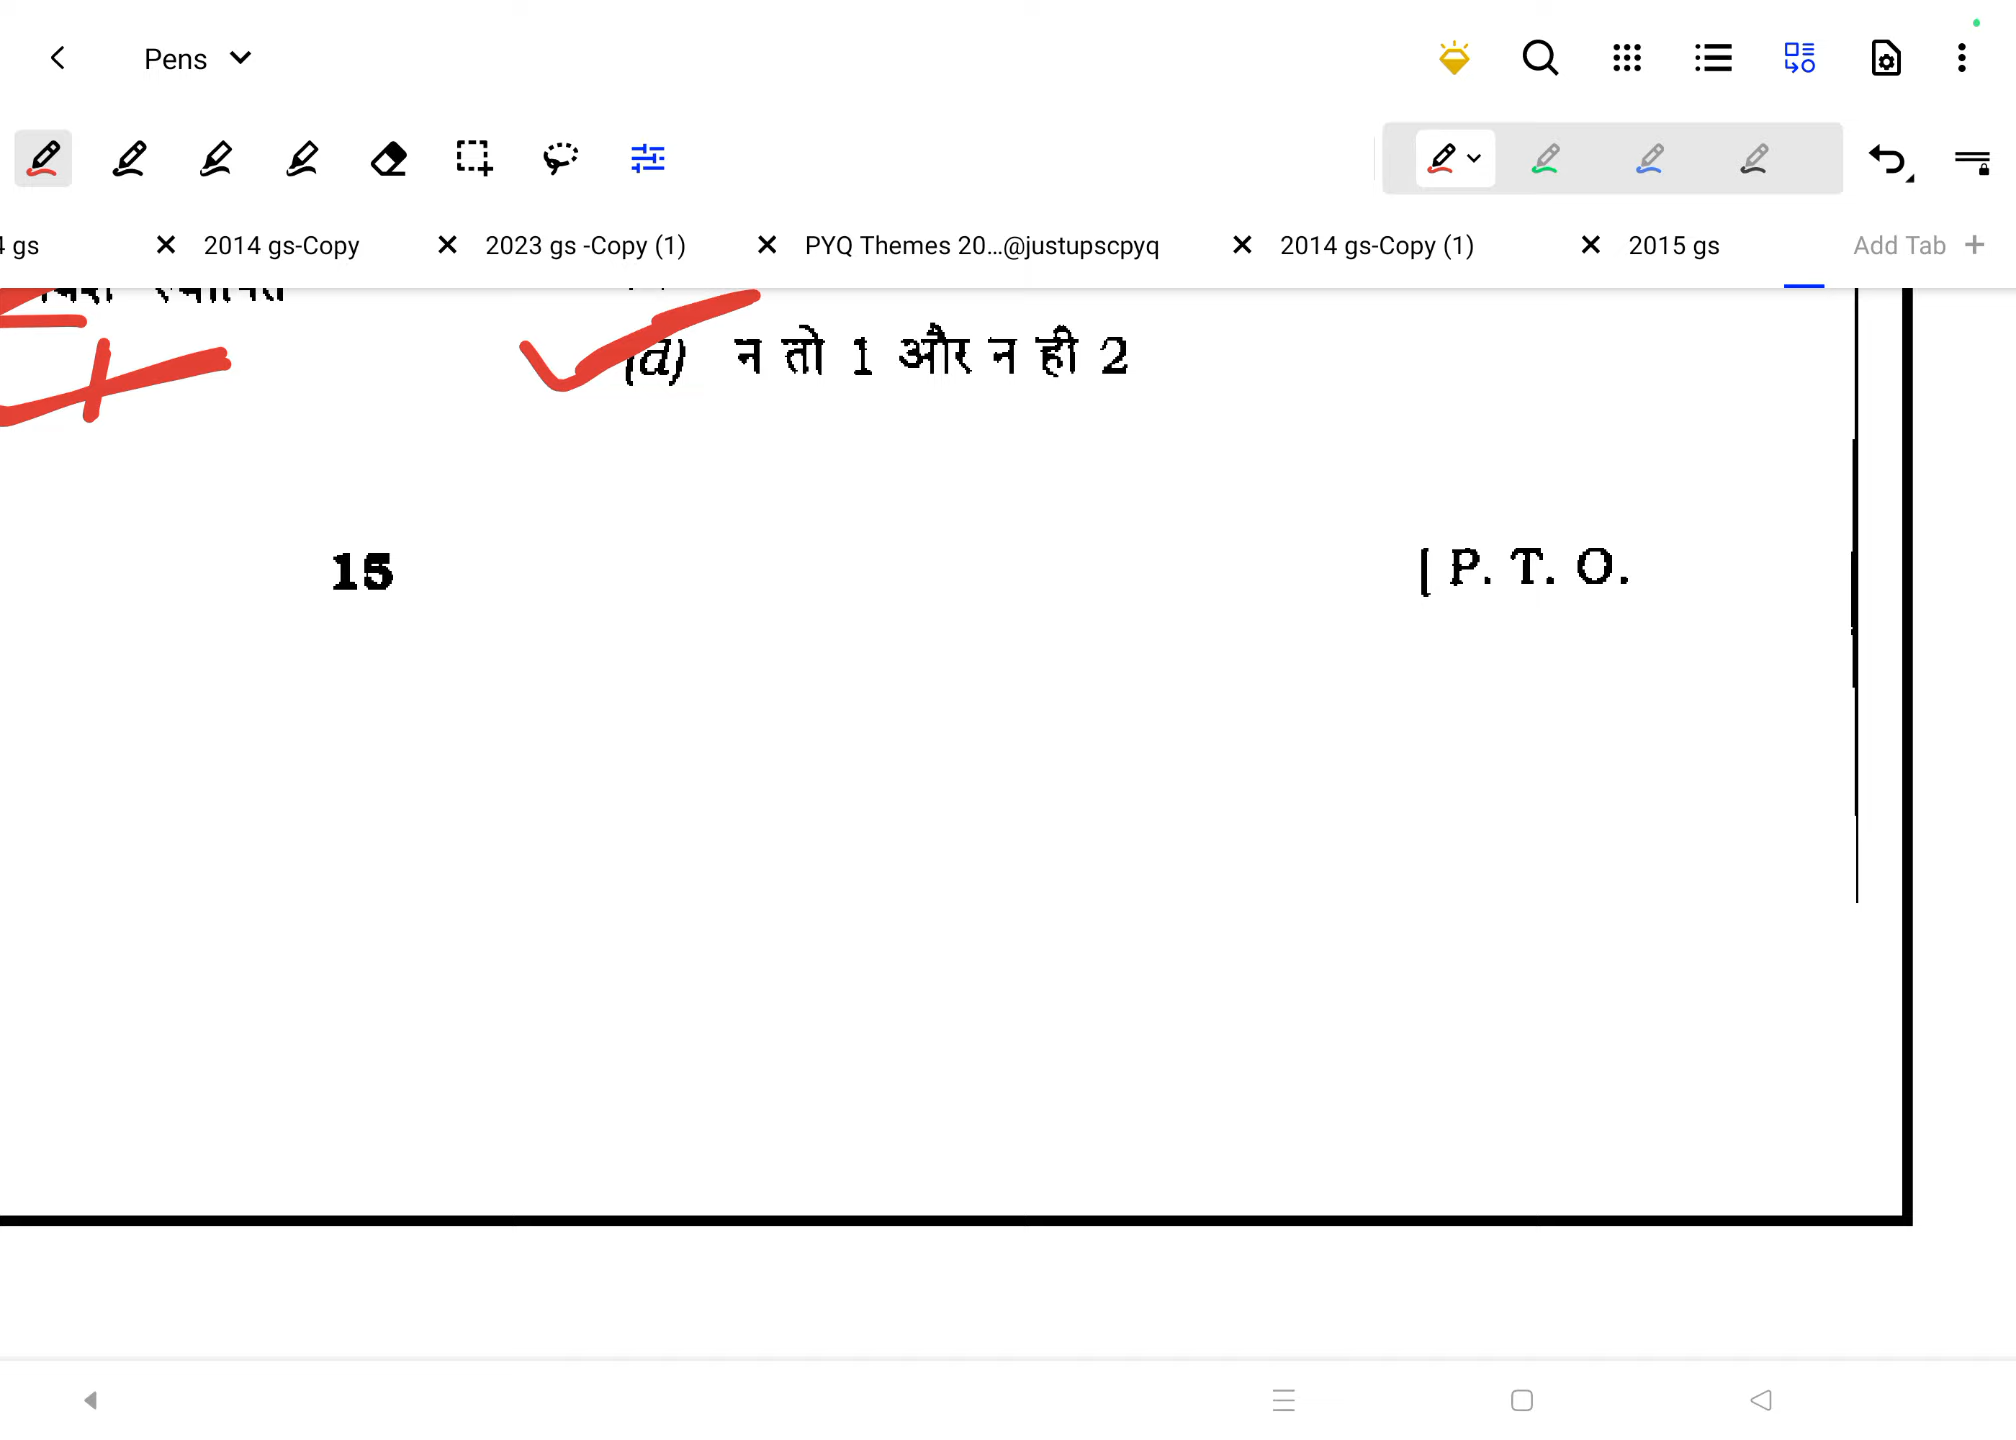 Pens
4 gs
2014 gs-Copy
2023 gs -Copy (1)
PYQ Themes 20...@justupscpyq
2014 gs-Copy (1)
2015 gs
Add Tab +
(d) न तो 1 और न ही 2
15
[ P. T. O.